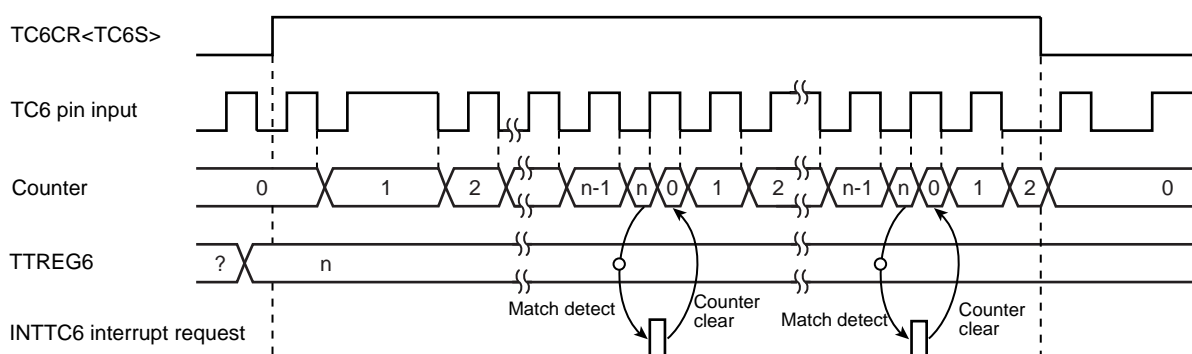 TC6CR<TC6S>
TC6 pin input
Counter
0
1
2
n-1
n
0
1
2
n-1
n
0
1
2
0
TTREG6
?
n
Match detect
Counter
clear
Match detect
Counter
clear
INTTC6 interrupt request